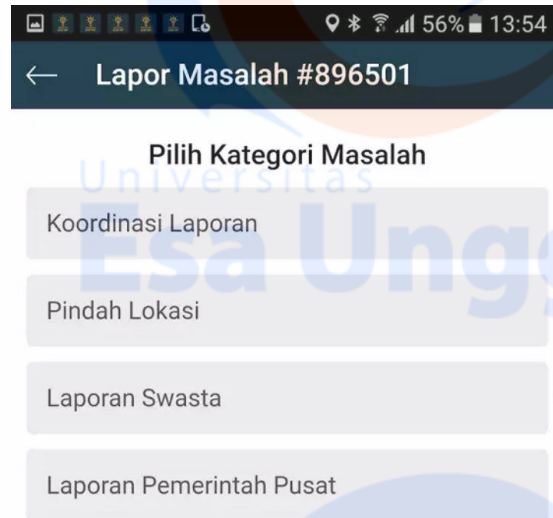 56% 13:54
Lapor Masalah #896501
Pilih Kategori Masalah
Universitas
Esa Ungg
Koordinasi Laporan
Pindah Lokasi
Laporan Swasta
Laporan Pemerintah Pusat